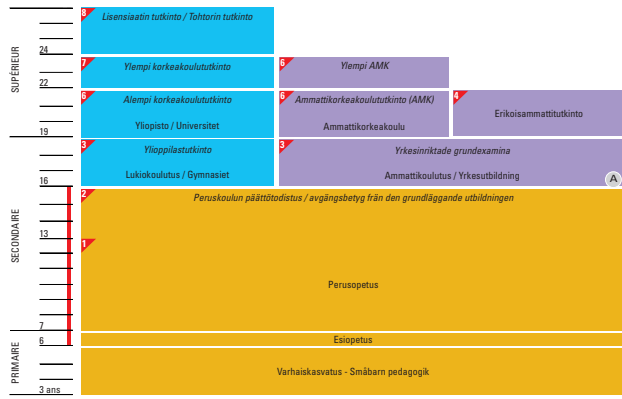 SUPÉRIEUR
SECONDAIRE
PRIMAIRE
24
22
19
16
13
7
6
3 ans
8
Lisensiaatin tutkinto / Tohtorin tutkinto
7
Ylempi korkeakoulututkinto
6
Ylempi AMK
6
Alempi korkeakoulututkinto
Yliopisto / Universitet
6
Ammattikorkeakoulututkinto (AMK)
Ammattikorkeakoulu
4
Erikoisammattitutkinto
3
Ylioppilastutkinto
Lukiokoulutus / Gymnasiet
3
Yrkesinriktade grundexamina
Ammattikoulutus / Yrkesutbildning
A
2
Peruskoulun päättötodistus / avgångsbetyg från den grundläggande utbildningen
1
Perusopetus
Esiopetus
Varhaiskasvatus - Småbarn pedagogik